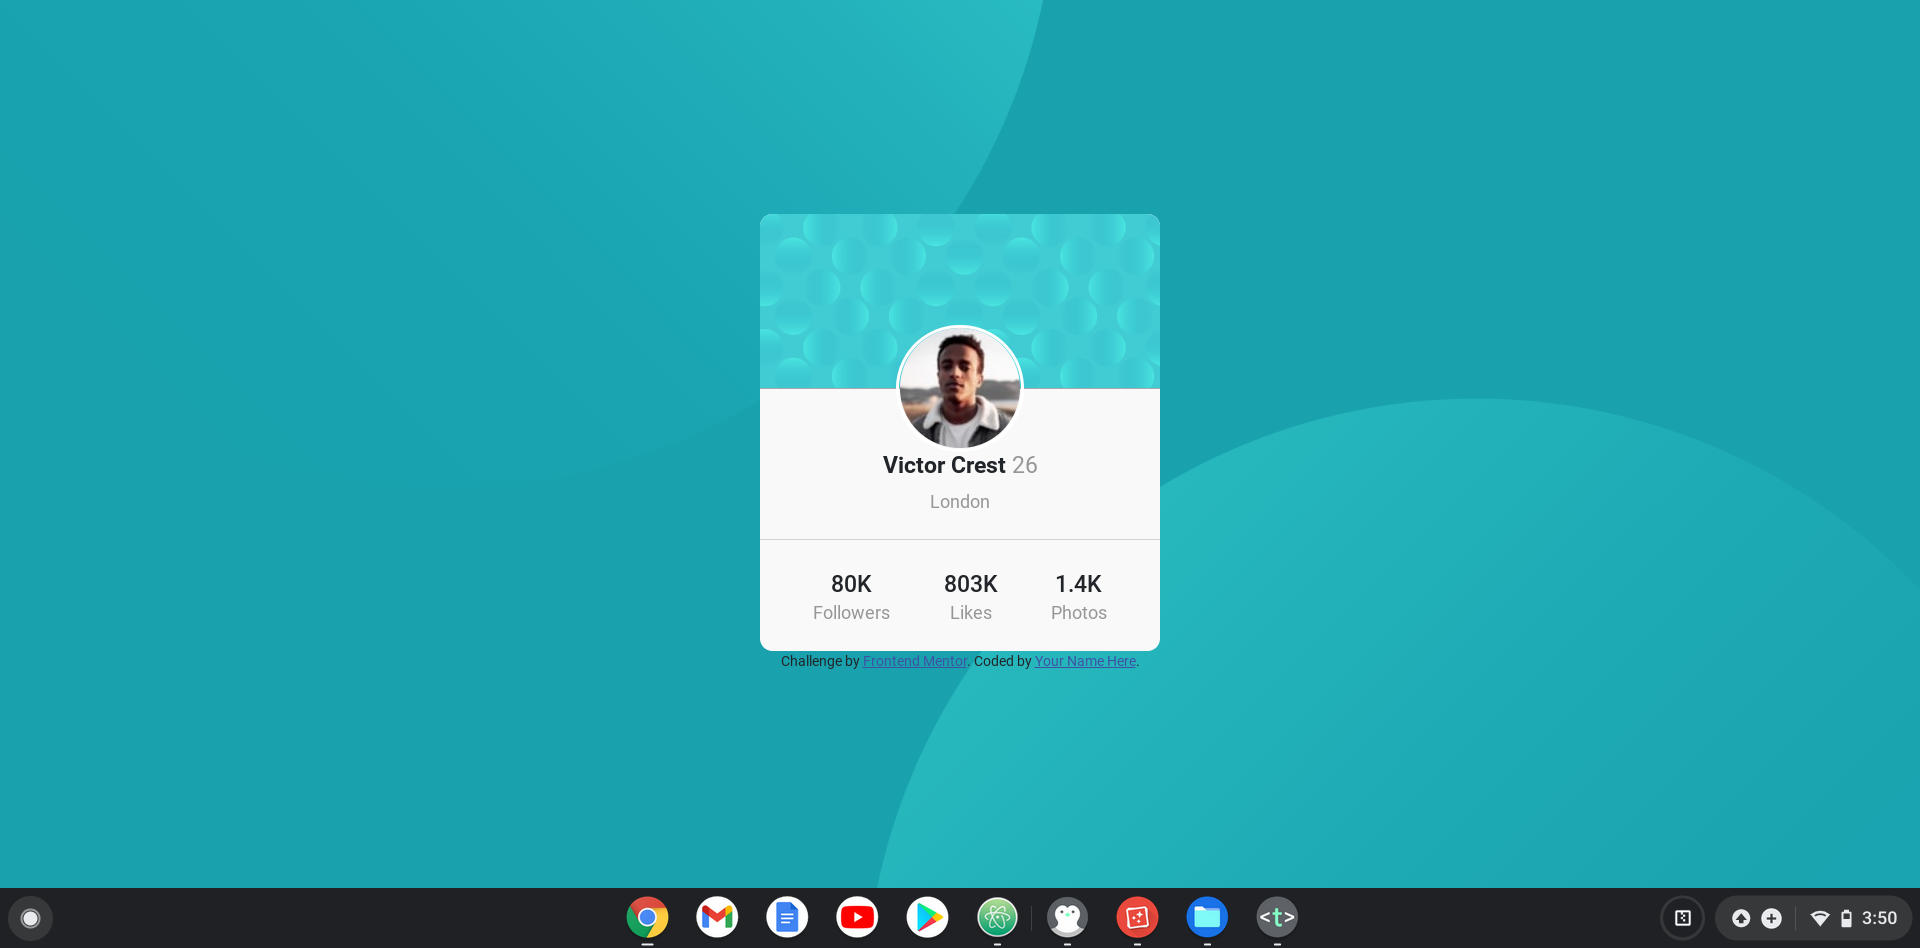 Victor Crest 26
London
80K 803K 1.4K
Followers Likes Photos
Challenge by Frontend Mentor. Coded by Your Name Here.
<t>
3:50